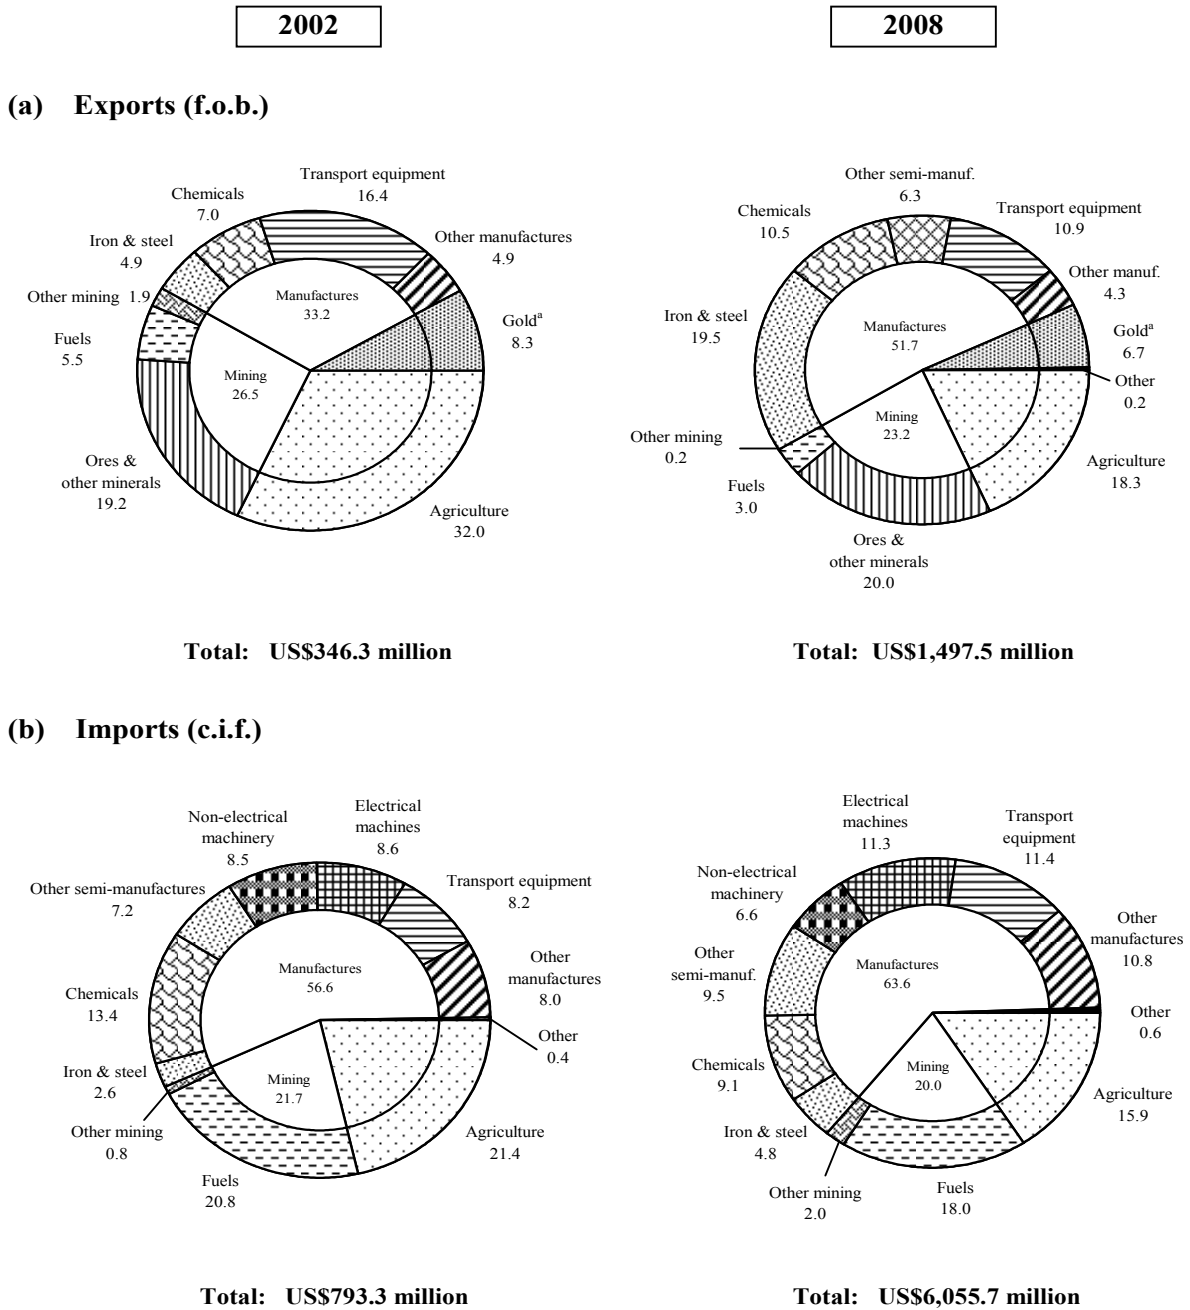 2002
2008
(a) Exports (f.o.b.)
Transport equipment
16.4
Chemicals
7.0
Iron & steel
4.9
Other manufactures
4.9
Other mining 1.9
Manufactures
33.2
Fuels
5.5
Goldᵃ
8.3
Mining
26.5
Ores &
other minerals
19.2
Agriculture
32.0
Total: US$346.3 million
Other semi-manuf.
6.3
Chemicals
10.5
Transport equipment
10.9
Other manuf.
4.3
Iron & steel
19.5
Manufactures
51.7
Goldᵃ
6.7
Other
0.2
Mining
23.2
Other mining
0.2
Agriculture
18.3
Fuels
3.0
Ores &
other minerals
20.0
Total: US$1,497.5 million
(b) Imports (c.i.f.)
Electrical
machines
8.6
Non-electrical
machinery
8.5
Transport equipment
8.2
Other semi-manufactures
7.2
Other
manufactures
8.0
Manufactures
56.6
Chemicals
13.4
Other
0.4
Iron & steel
2.6
Mining
21.7
Other mining
0.8
Agriculture
21.4
Fuels
20.8
Total: US$793.3 million
Electrical
machines
11.3
Transport
equipment
11.4
Non-electrical
machinery
6.6
Other
manufactures
10.8
Other
semi-manuf.
9.5
Manufactures
63.6
Other
0.6
Chemicals
9.1
Mining
20.0
Agriculture
15.9
Iron & steel
4.8
Other mining
2.0
Fuels
18.0
Total: US$6,055.7 million